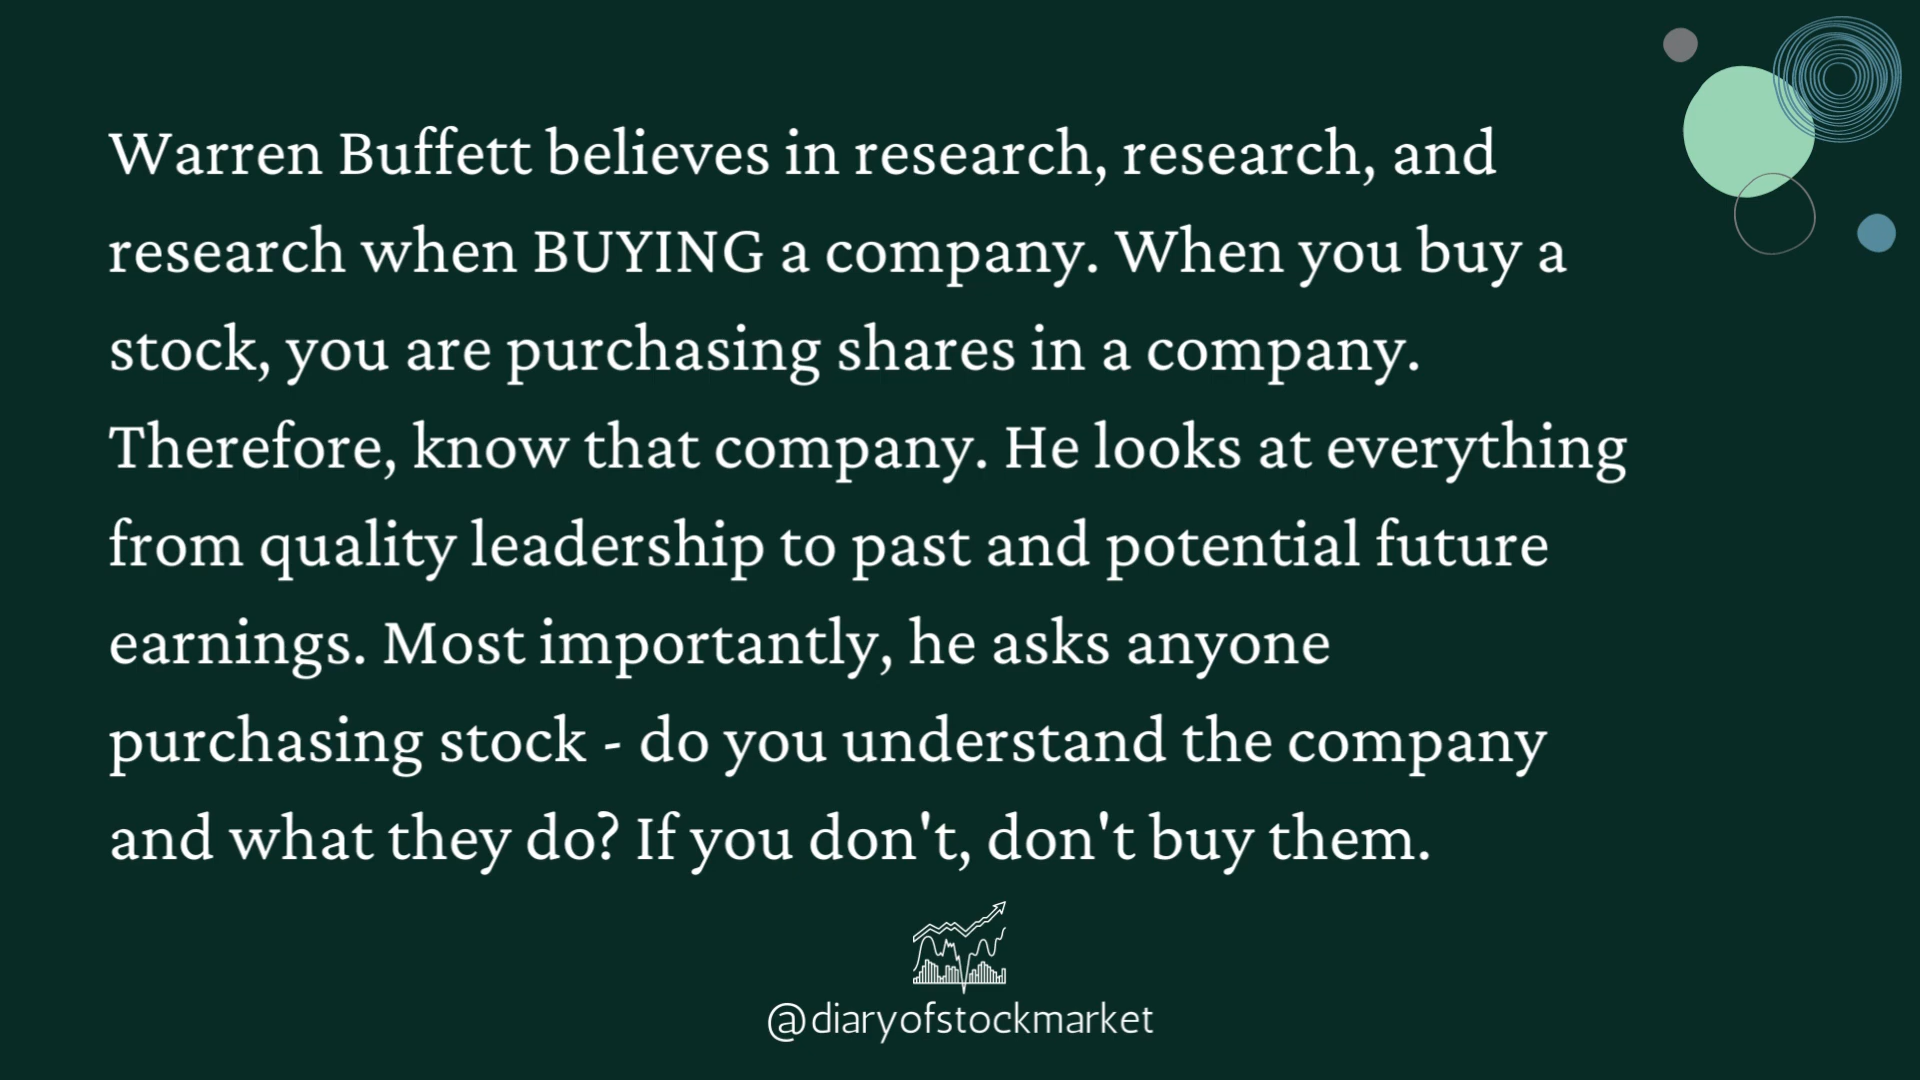 Warren Buffett believes in research, research, and
research when BUYING a company. When you buy a
stock, you are purchasing shares in a company.
Therefore, know that company. He looks at everything
from quality leadership to past and potential future
earnings. Most importantly, he asks anyone
purchasing stock - do you understand the company
and what they do? If you don't, don't buy them.
@diaryofstockmarket